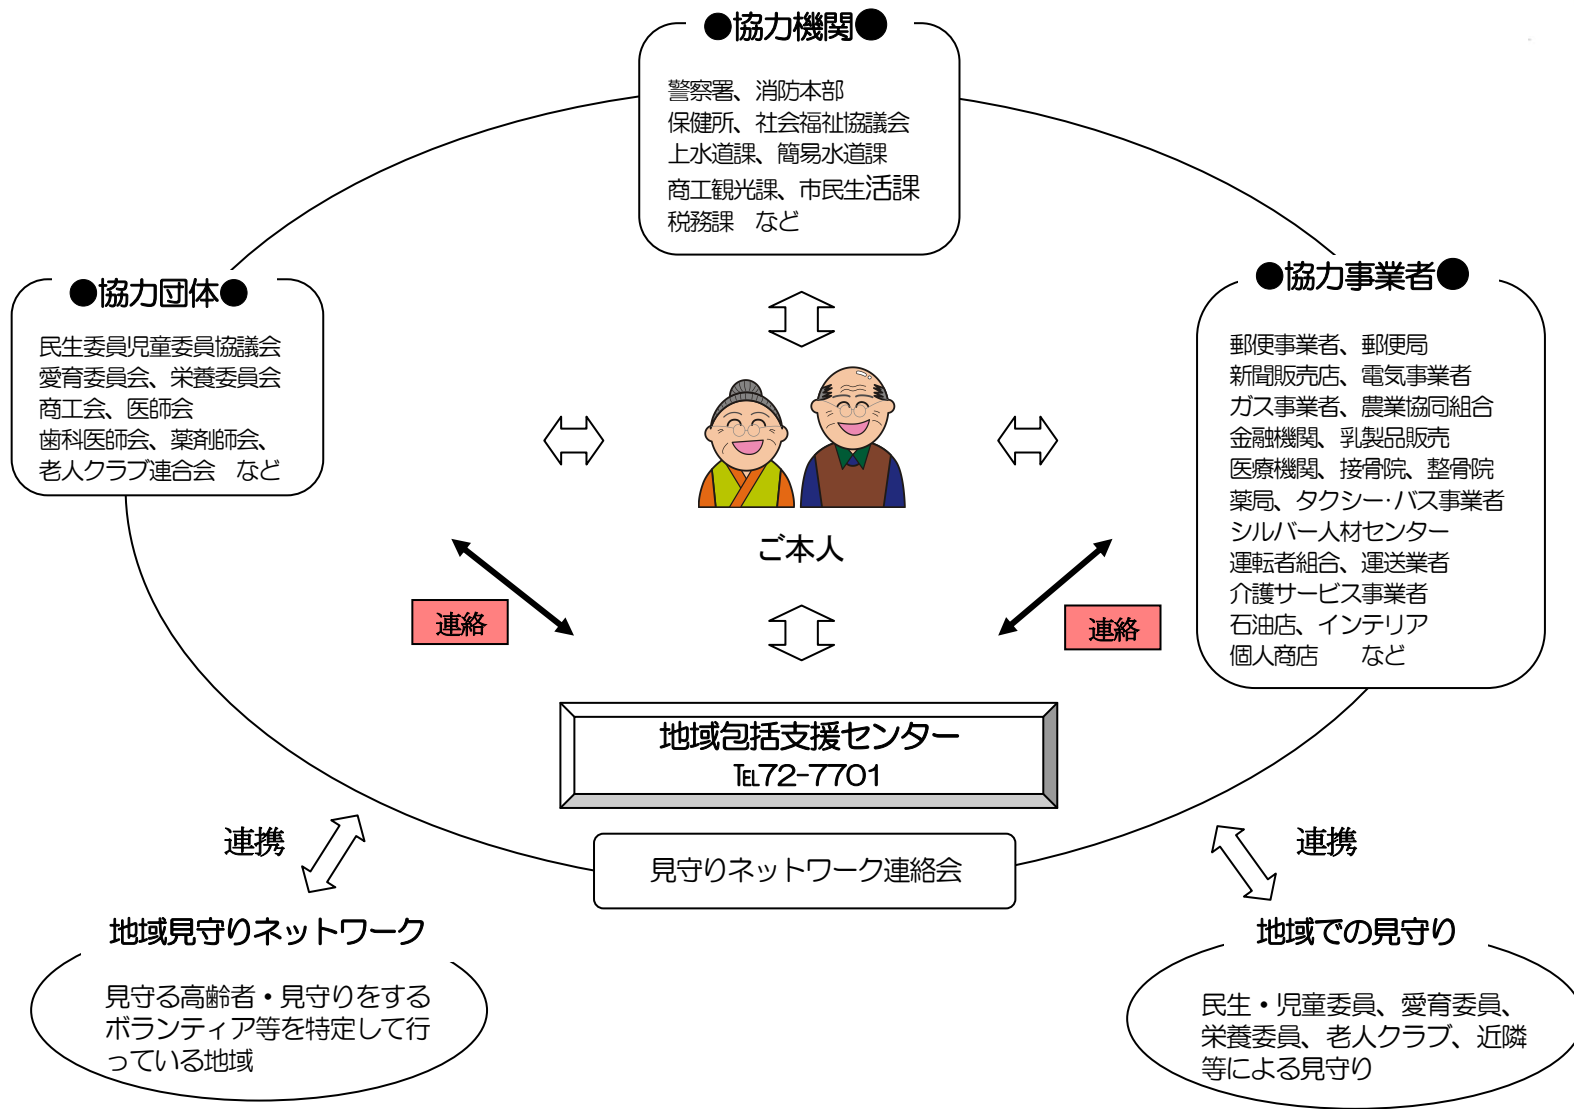 ●協力機関●
警察署、消防本部
保健所、社会福祉協議会
上水道課、簡易水道課
商工観光課、市民生活課
税務課　など
●協力団体●
民生委員児童委員協議会
愛育委員会、栄養委員会
商工会、医師会
歯科医師会、薬剤師会、
老人クラブ連合会　など
●協力事業者●
郵便事業者、郵便局
新聞販売店、電気事業者
ガス事業者、農業協同組合
金融機関、乳製品販売
医療機関、接骨院、整骨院
薬局、タクシー・バス事業者
シルバー人材センター
運転者組合、運送業者
介護サービス事業者
石油店、インテリア
個人商店　　など
ご本人
連絡
連絡
地域包括支援センター
℡72-7701
見守りネットワーク連絡会
連携
連携
地域見守りネットワーク
見守る高齢者・見守りをする
ボランティア等を特定して行
っている地域
地域での見守り
民生・児童委員、愛育委員、
栄養委員、老人クラブ、近隣
等による見守り